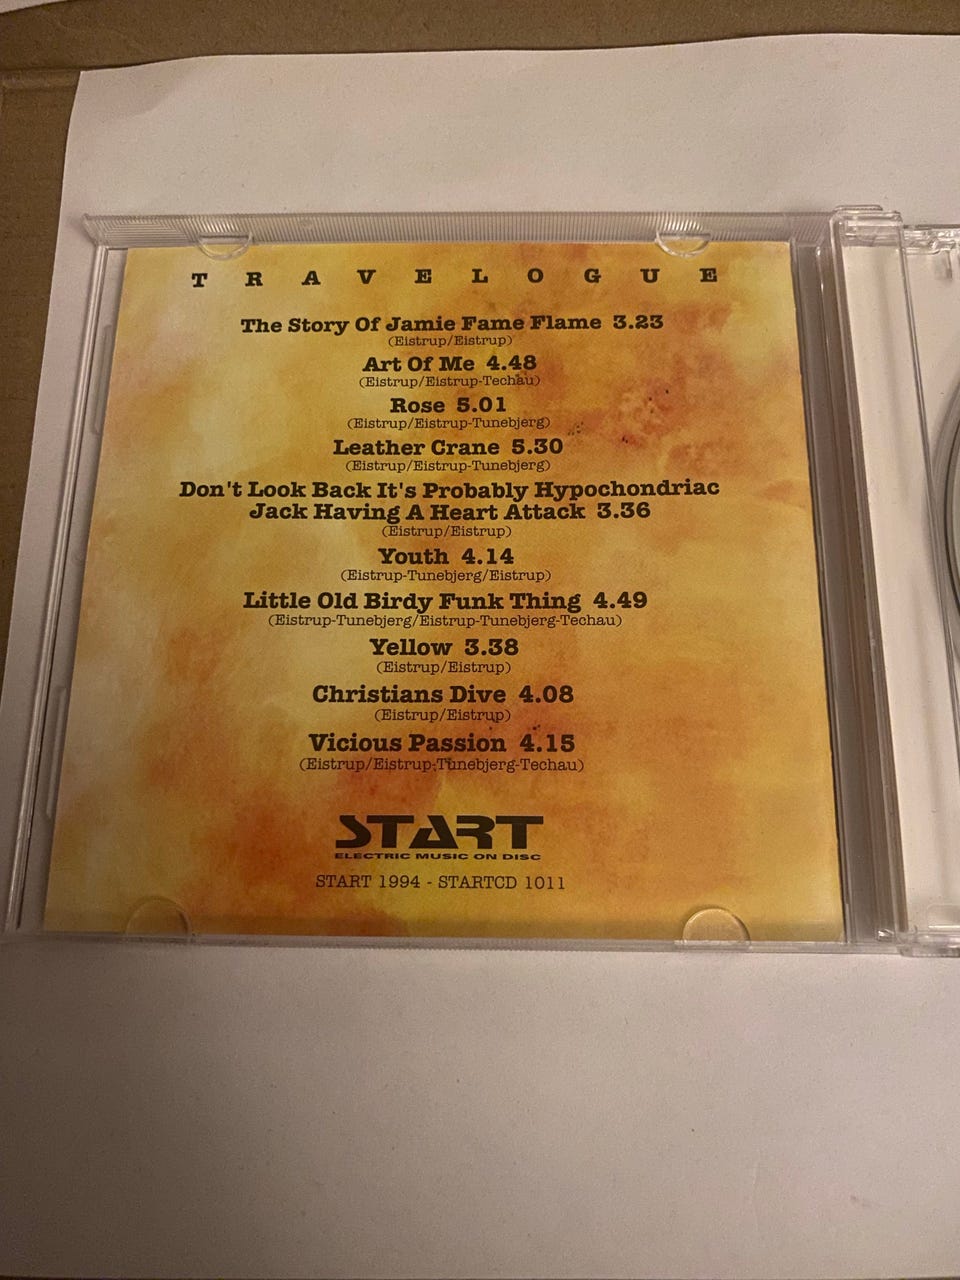 TRAVELOGUE
The Story Of Jamie Fame Flame 3.23
(Eistrup/Eistrup)
Art Of Me 4.48
(Eistrup/Eistrup-Techau)
Rose 5.01
(Eistrup/Eistrup-Tunebjerg)
Leather Crane 5.30
(Eistrup/Eistrup-Tunebjerg)
Don't Look Back It's Probably Hypochondriac
Jack Having A Heart Attack 3.36
(Eistrup/Eistrup)
Youth 4.14
(Eistrup-Tunebjerg/Eistrup)
Little Old Birdy Funk Thing 4.49
(Eistrup-Tunebjerg/Eistrup-Tunebjerg-Techau)
Yellow 3.38
(Eistrup/Eistrup)
Christians Dive 4.08
(Eistrup/Eistrup)
Vicious Passion 4.15
(Eistrup/Eistrup-Tunebjerg-Techau)
START
ELECTRIC MUSIC ON DISC
START 1994 - STARTCD 1011